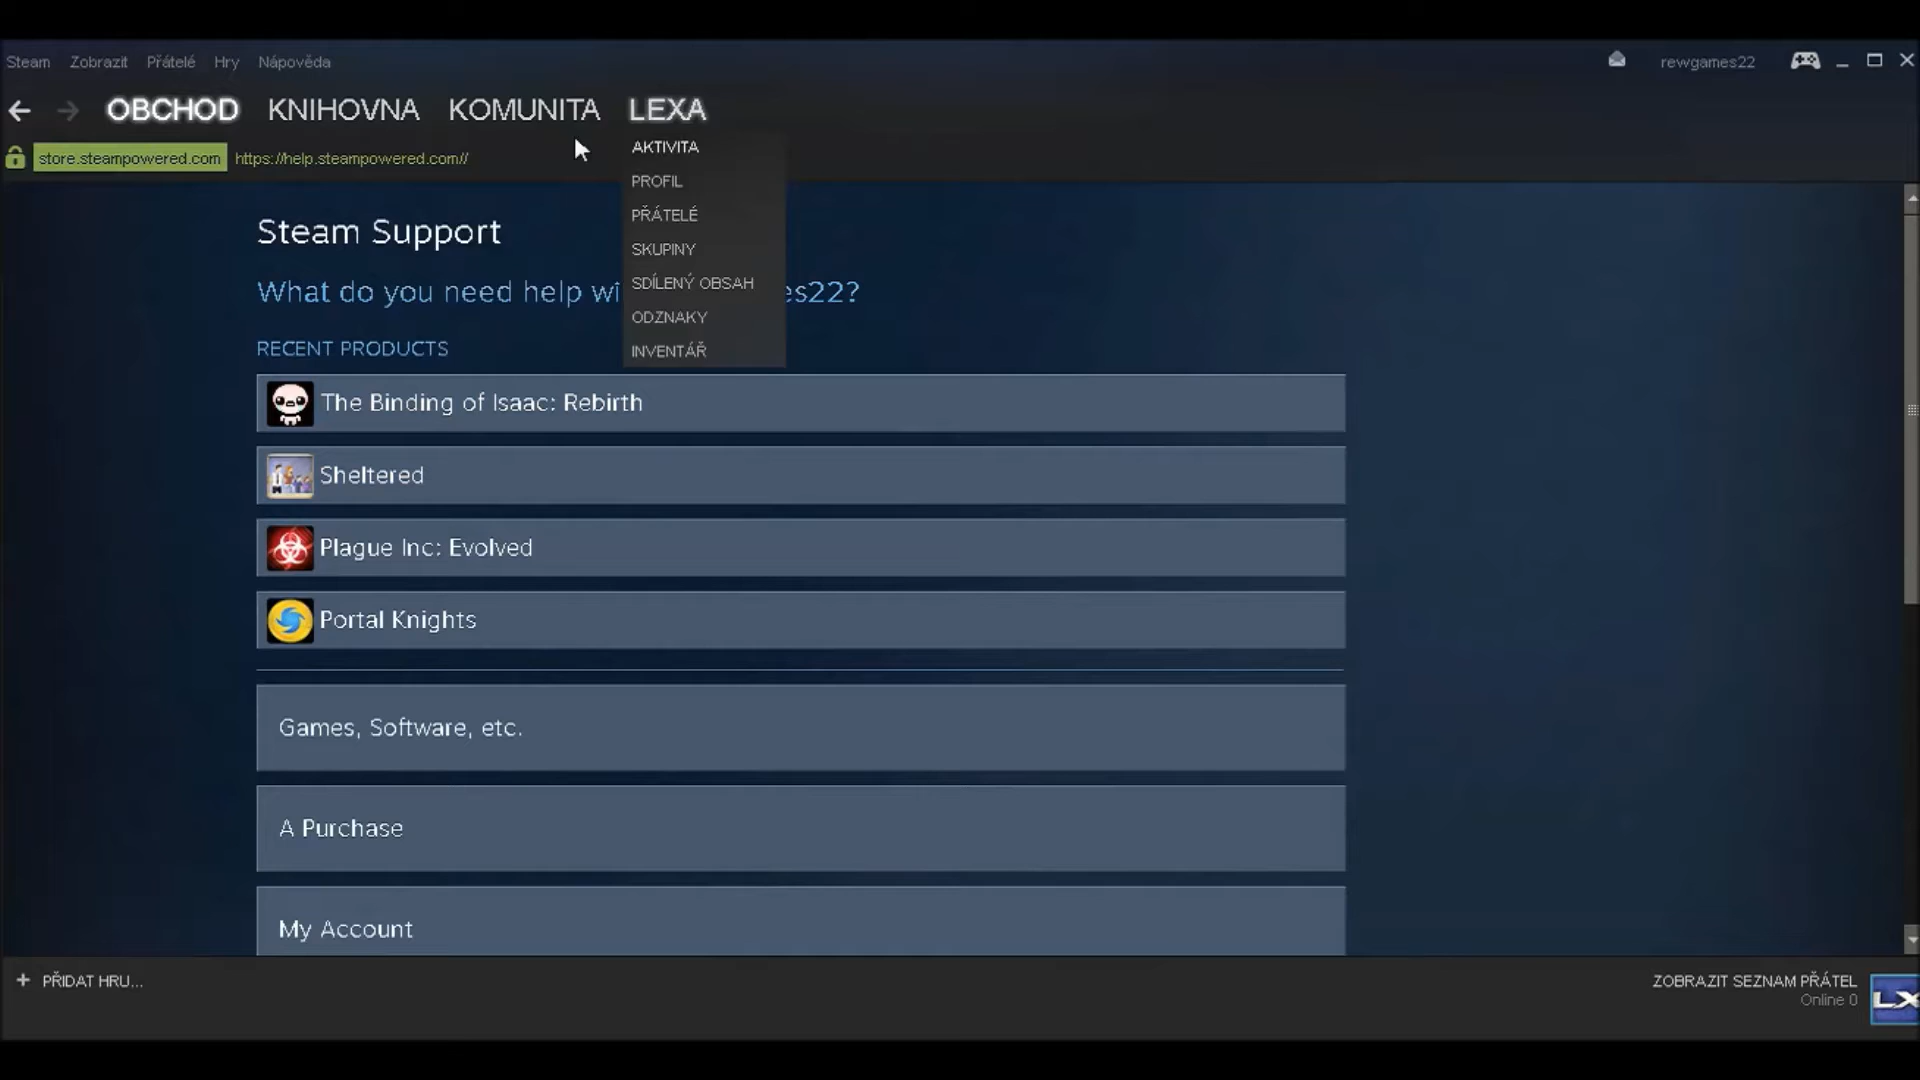 Steam Zobrazit Přátelé Hry Nápověda
rewgames22
OBCHOD KNIHOVNA KOMUNITA LEXA
store.steampowered.com https://help.steampowered.com//
AKTIVITA
PROFIL
PŘÁTELÉ
SKUPINY
SDÍLENÝ OBSAH
ODZNAKY
INVENTÁŘ
Steam Support
What do you need help wi es22?
RECENT PRODUCTS
The Binding of Isaac: Rebirth
Sheltered
Plague Inc: Evolved
Portal Knights
Games, Software, etc.
A Purchase
My Account
+ PŘIDAT HRU...
ZOBRAZIT SEZNAM PŘÁTEL
Online 0
LX